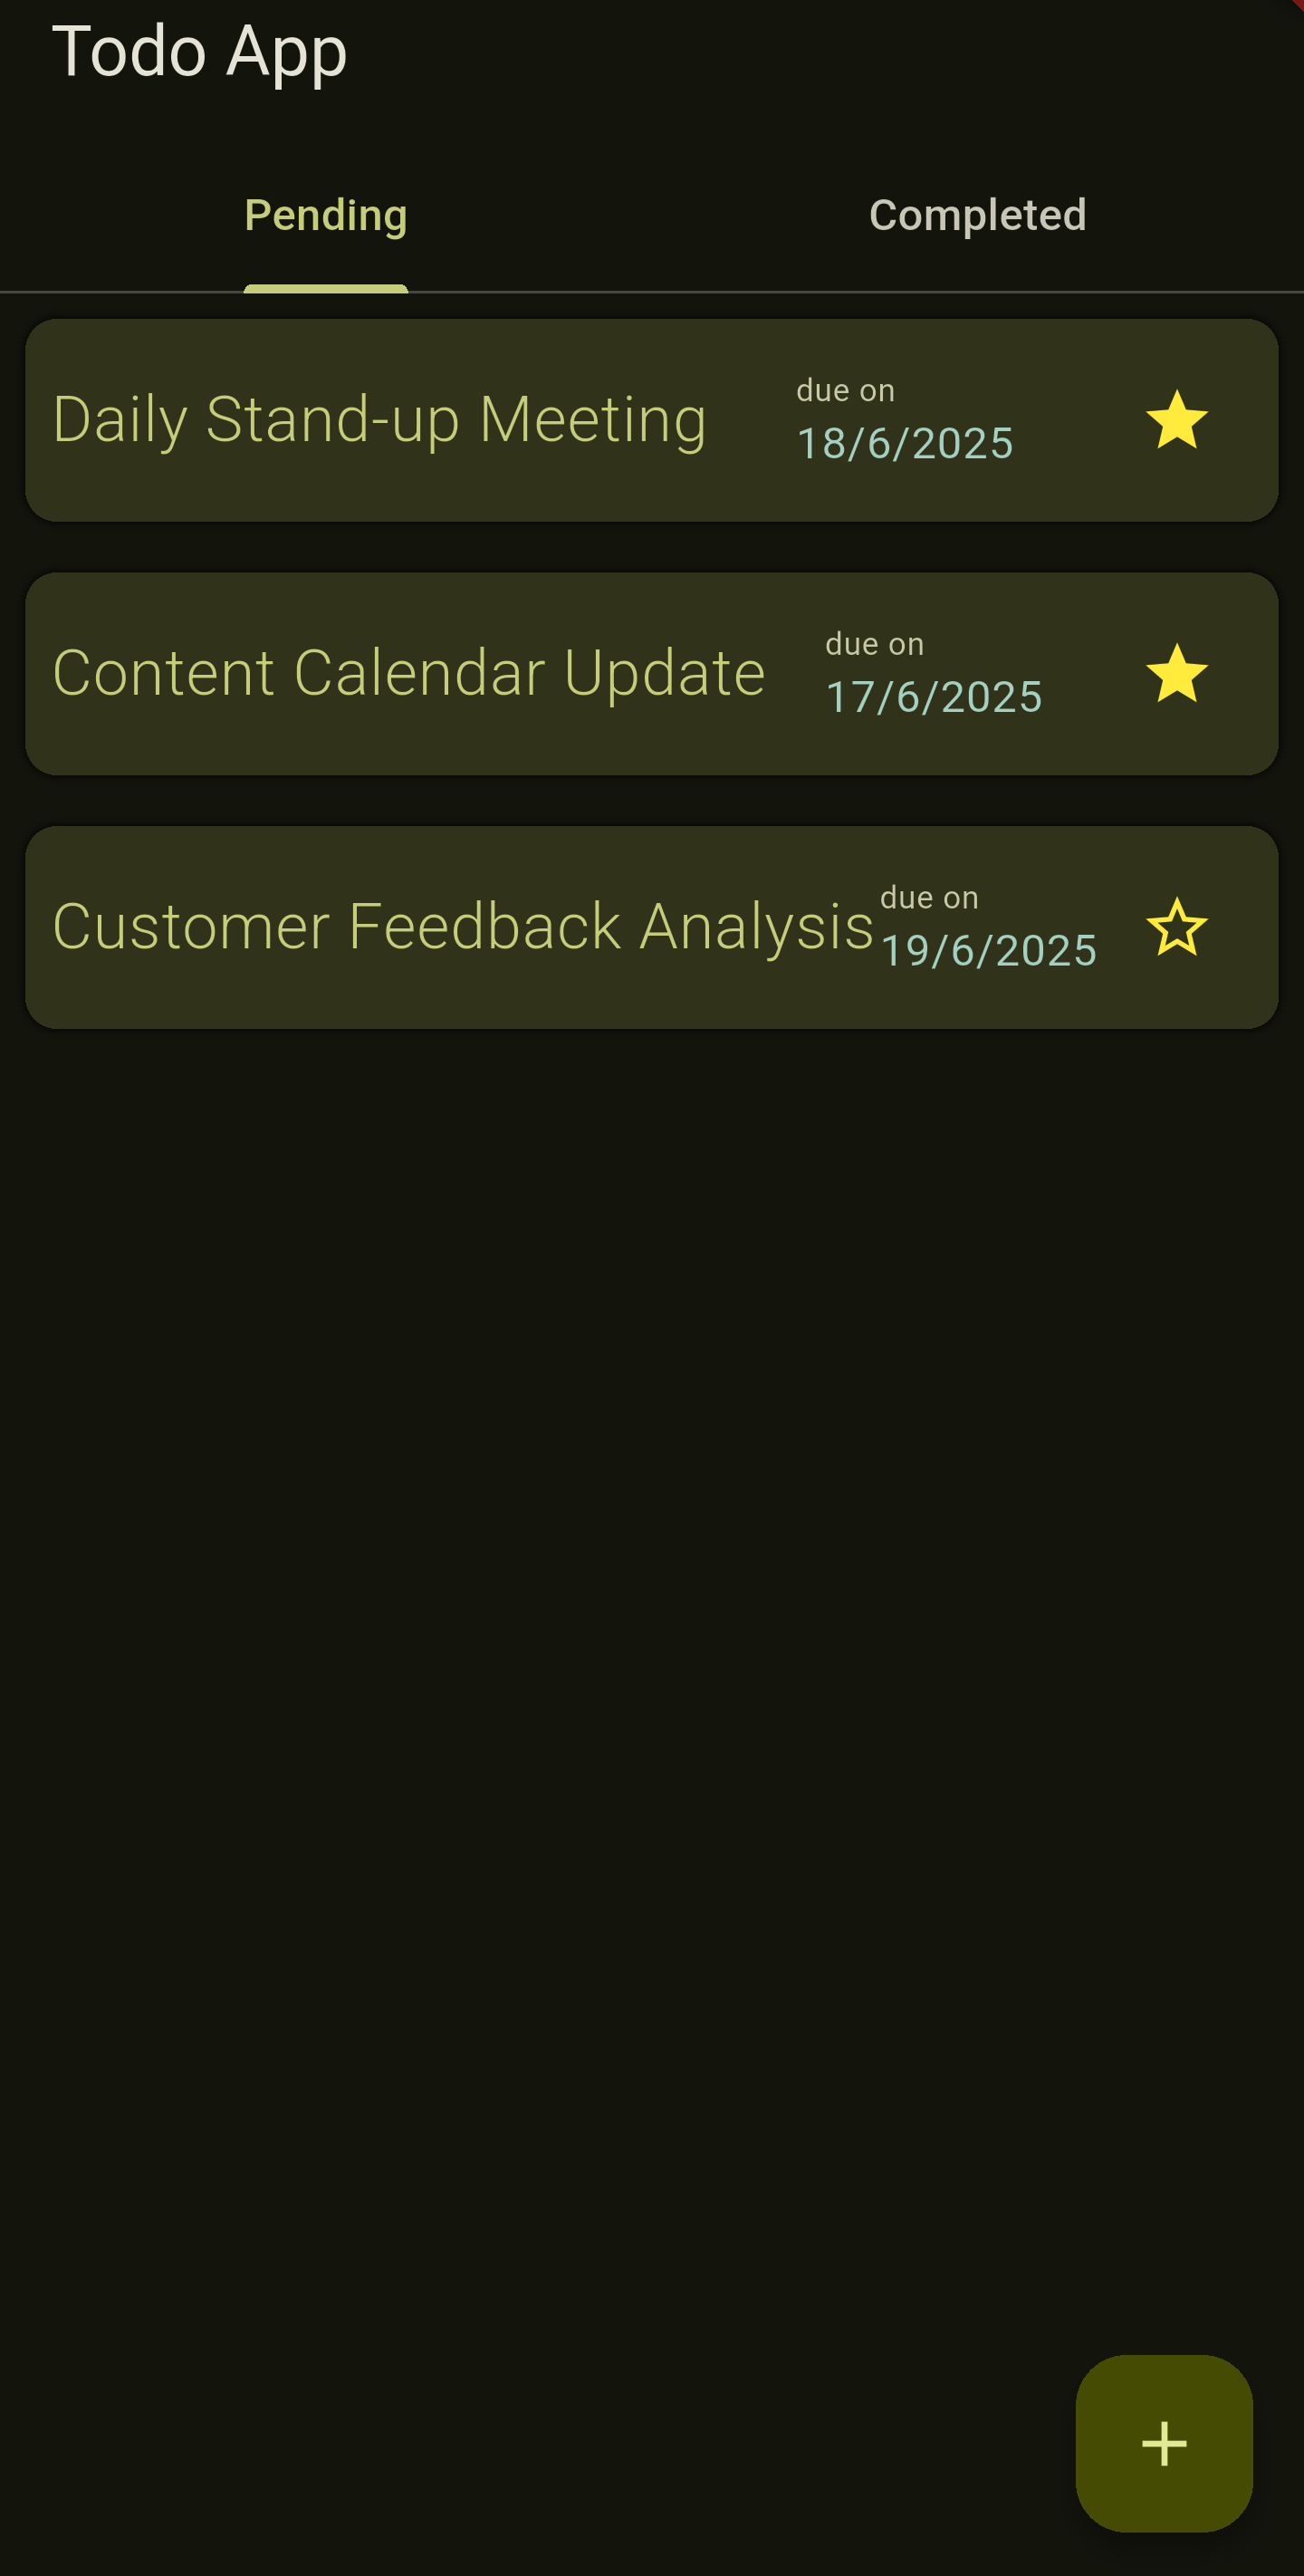 Todo App
Pending
Completed
Daily Stand-up Meeting
due on
18/6/2025
Content Calendar Update
due on
17/6/2025
Customer Feedback Analysis
due on
19/6/2025
+